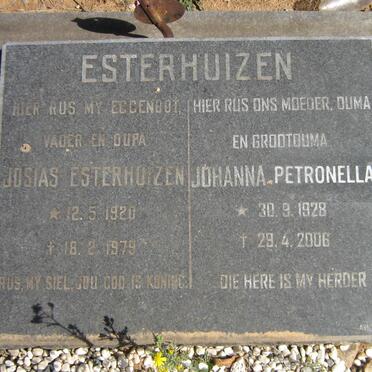 ESTERHUIZEN
HIER RUS MY EGGENOOT,
VADER EN OUPA
JOSIAS ESTERHUIZEN
* 12.5.1920
† 18.2.1979
RUS, MY SIEL, JOU GOD IS KONING.
HIER RUS ONS MOEDER, OUMA
EN GROOTOUMA
JOHANNA PETRONELLA
* 30.9.1928
† 29.4.2006
DIE HERE IS MY HERDER